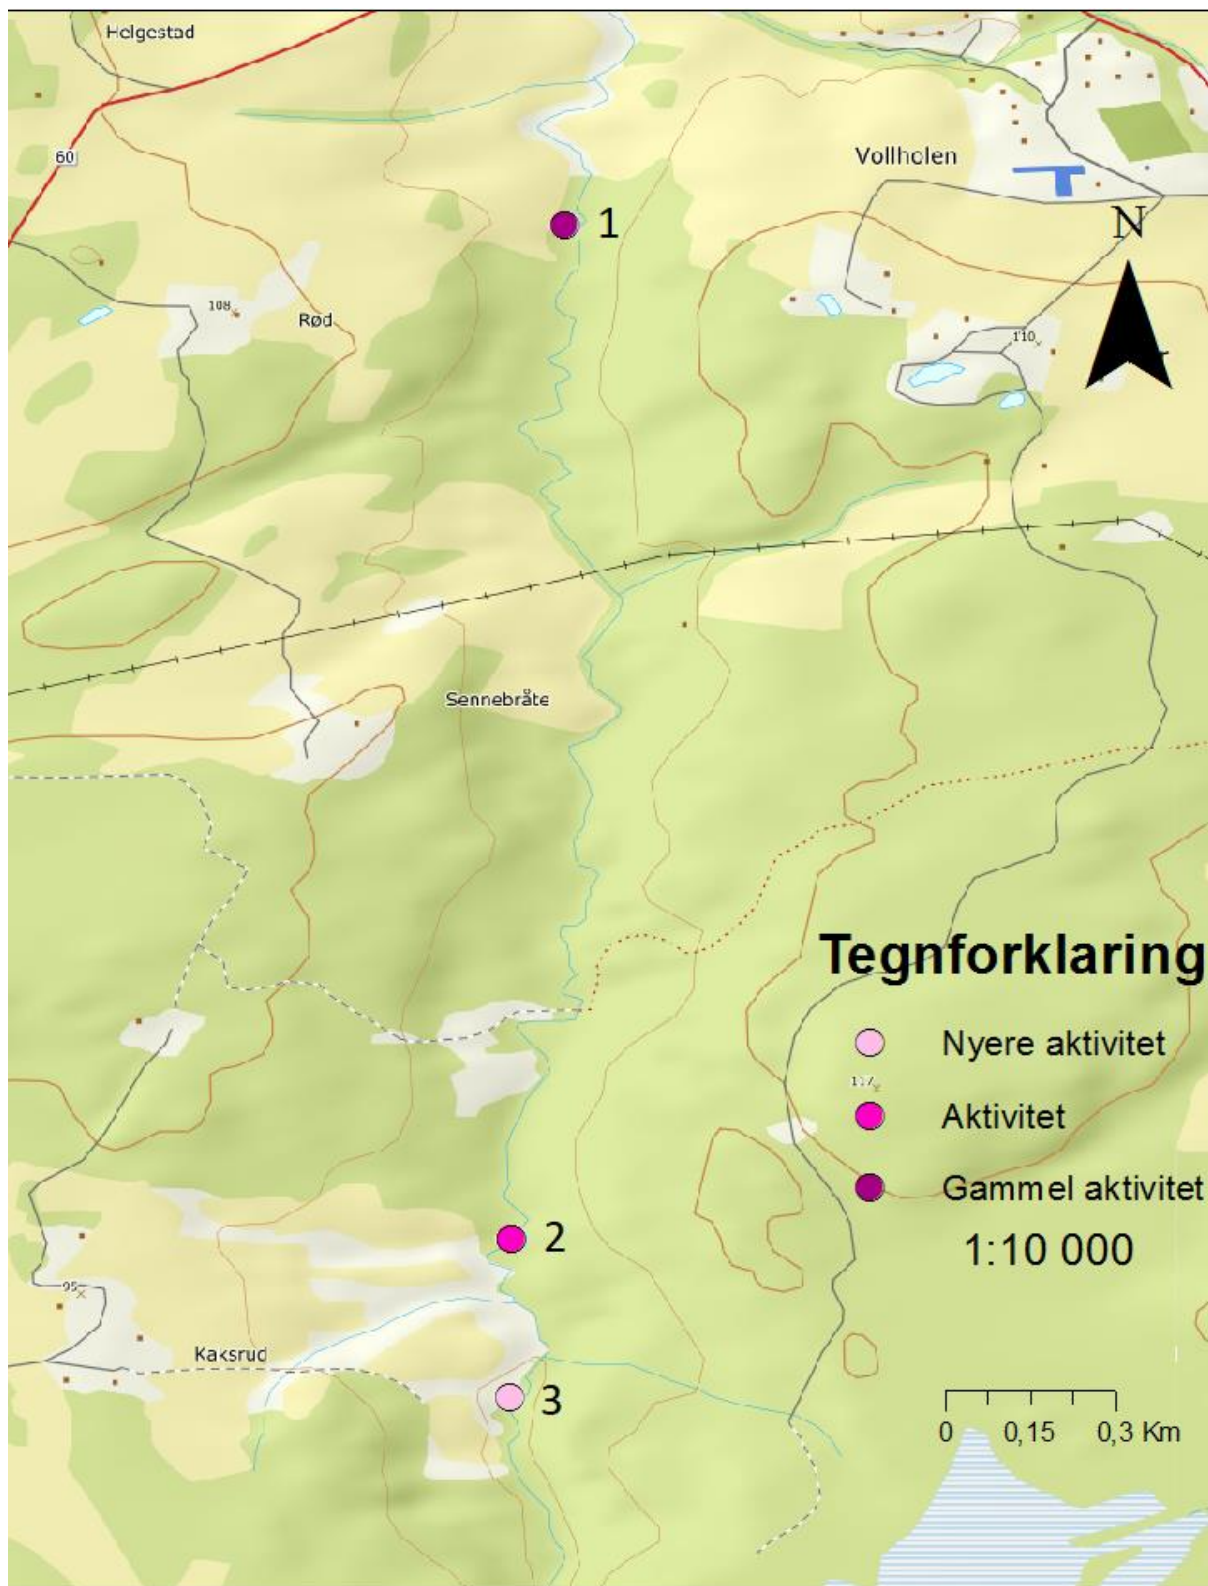 Helgestad
60
Vollholen
1
N
108
Rød
110
Sennebråte
Tegnforklaring
Nyere aktivitet
117
Aktivitet
Gammel aktivitet
1:10 000
2
95
Kaksrud
3
0 0,15 0,3 Km